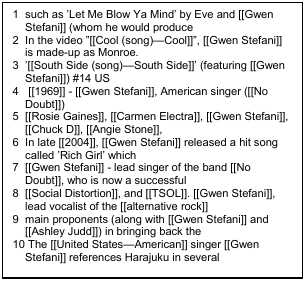 1 such as 'Let Me Blow Ya Mind' by Eve and [[Gwen
Stefani]] (whom he would produce
2 In the video "[[Cool (song)—Cool]]", [[Gwen Stefani]]
is made-up as Monroe.
3 '[[South Side (song)—South Side]]' (featuring [[Gwen
Stefani]]) #14 US
4 [[1969]] - [[Gwen Stefani]], American singer ([[No
Doubt]])
5 [[Rosie Gaines]], [[Carmen Electra]], [[Gwen Stefani]],
[[Chuck D]], [[Angie Stone]],
6 In late [[2004]], [[Gwen Stefani]] released a hit song
called 'Rich Girl' which
7 [[Gwen Stefani]] - lead singer of the band [[No
Doubt]], who is now a successful
8 [[Social Distortion]], and [[TSOL]]. [[Gwen Stefani]],
lead vocalist of the [[alternative rock]]
9 main proponents (along with [[Gwen Stefani]] and
[[Ashley Judd]]) in bringing back the
10 The [[United States—American]] singer [[Gwen
Stefani]] references Harajuku in several